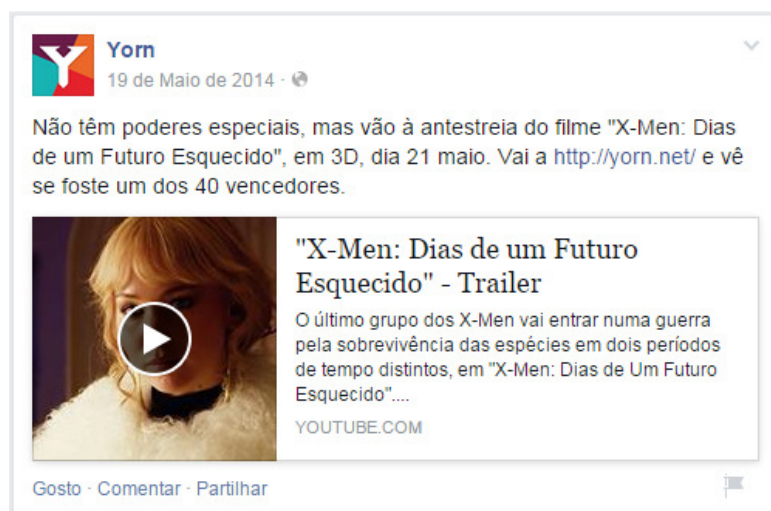 Yorn
19 de Maio de 2014 ·
Não têm poderes especiais, mas vão à antestreia do filme "X-Men: Dias
de um Futuro Esquecido", em 3D, dia 21 maio. Vai a http://yorn.net/ e vê
se foste um dos 40 vencedores.
"X-Men: Dias de um Futuro
Esquecido" - Trailer
O último grupo dos X-Men vai entrar numa guerra
pela sobrevivência das espécies em dois períodos
de tempo distintos, em "X-Men: Dias de Um Futuro
Esquecido"....
YOUTUBE.COM
Gosto · Comentar · Partilhar